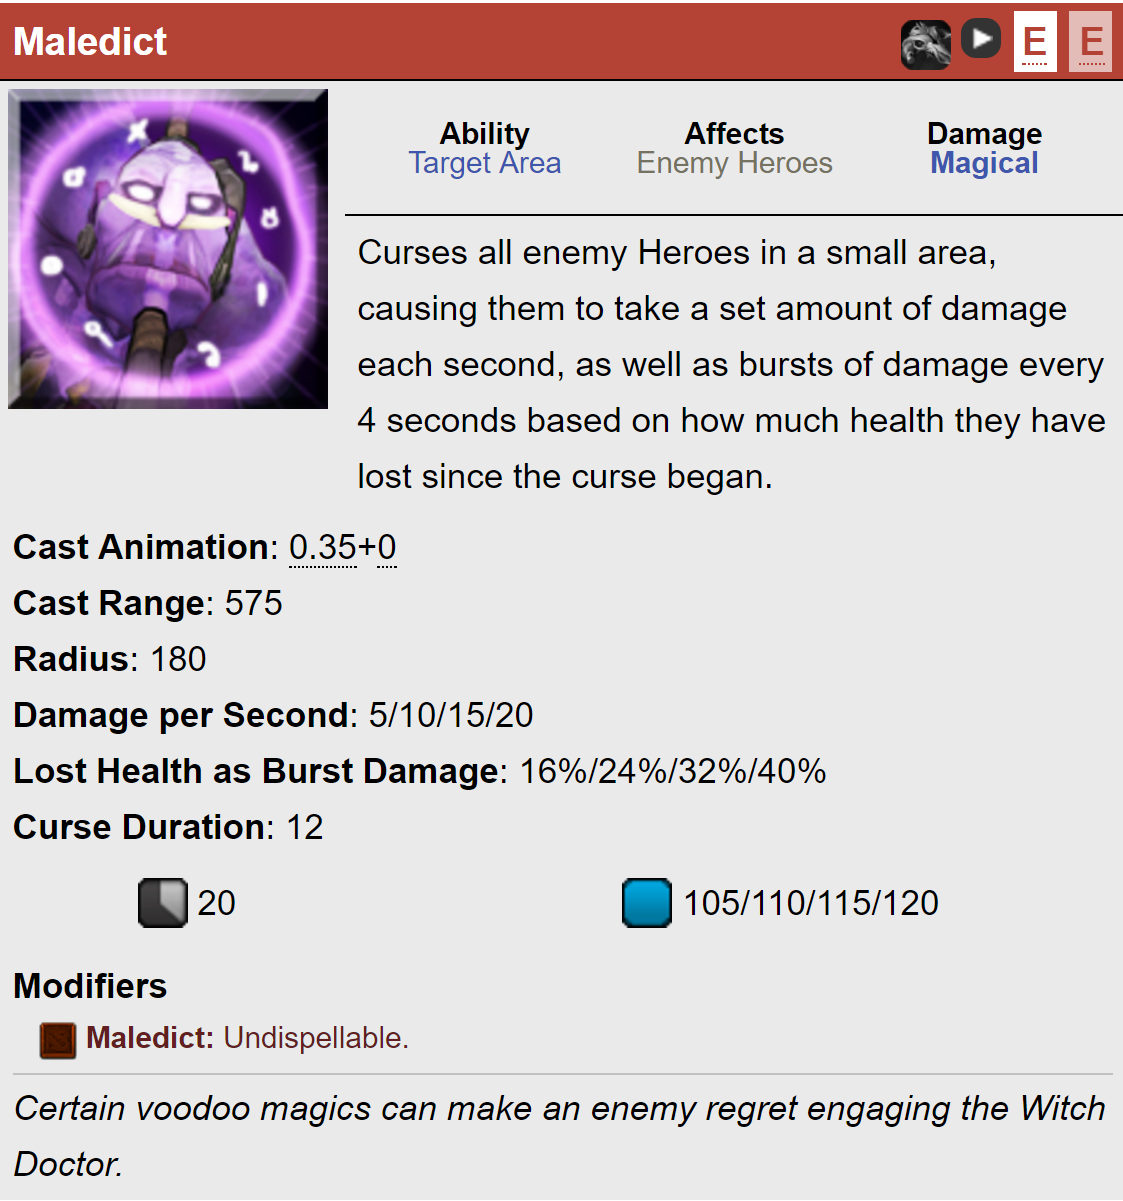 Maledict
E E
Ability Affects Damage
Target Area Enemy Heroes Magical
Curses all enemy Heroes in a small area,
causing them to take a set amount of damage
each second, as well as bursts of damage every
4 seconds based on how much health they have
lost since the curse began.
Cast Animation: 0.35+0
Cast Range: 575
Radius: 180
Damage per Second: 5/10/15/20
Lost Health as Burst Damage: 16%/24%/32%/40%
Curse Duration: 12
20 105/110/115/120
Modifiers
Maledict: Undispellable.
Certain voodoo magics can make an enemy regret engaging the Witch
Doctor.